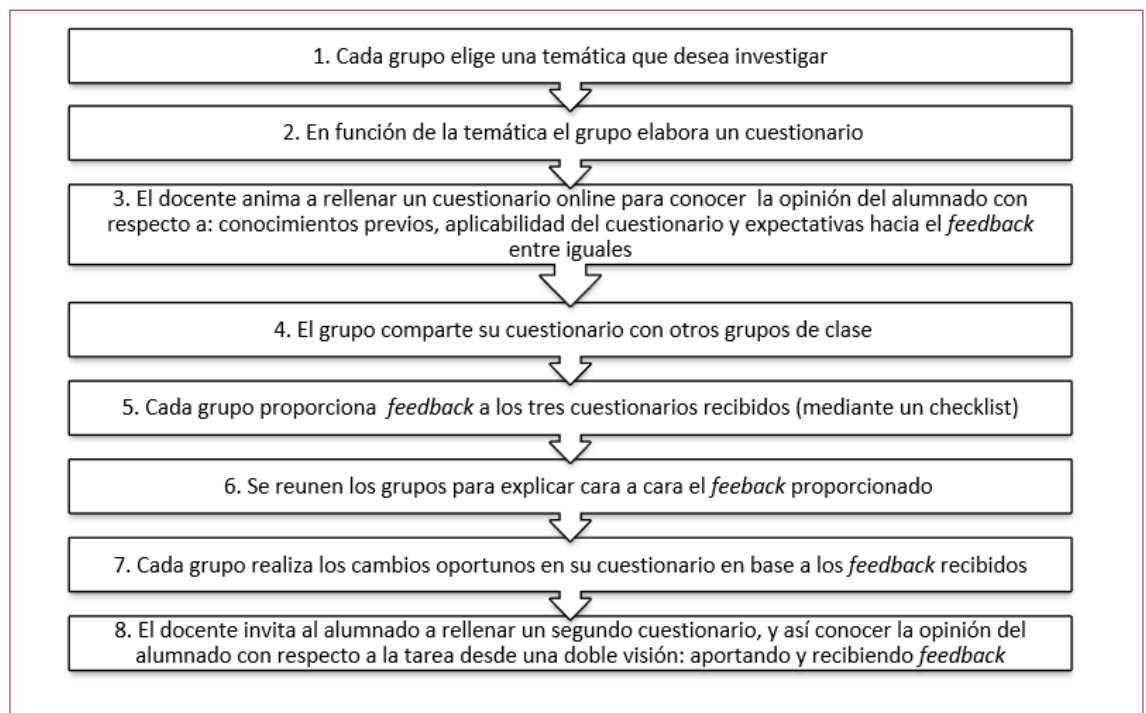 1. Cada grupo elige una temática que desea investigar
2. En función de la temática el grupo elabora un cuestionario
3. El docente anima a rellenar un cuestionario online para conocer la opinión del alumnado con
respecto a: conocimientos previos, aplicabilidad del cuestionario y expectativas hacia el feedback
entre iguales
4. El grupo comparte su cuestionario con otros grupos de clase
5. Cada grupo proporciona feedback a los tres cuestionarios recibidos (mediante un checklist)
6. Se reunen los grupos para explicar cara a cara el feeback proporcionado
7. Cada grupo realiza los cambios oportunos en su cuestionario en base a los feedback recibidos
8. El docente invita al alumnado a rellenar un segundo cuestionario, y así conocer la opinión del
alumnado con respecto a la tarea desde una doble visión: aportando y recibiendo feedback